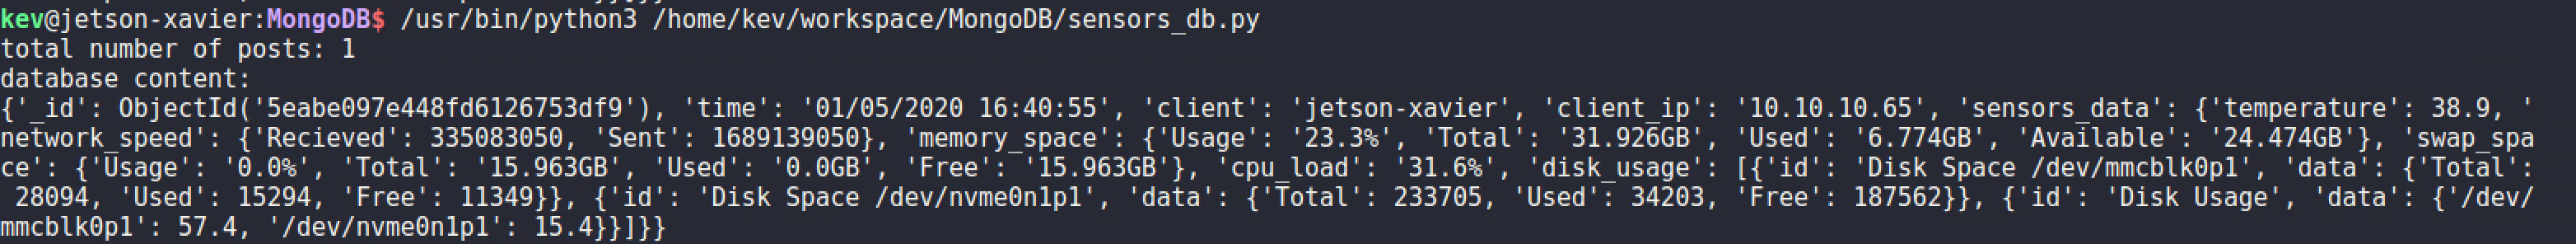 kev@jetson-xavier:MongoDB$ /usr/bin/python3 /home/kev/workspace/MongoDB/sensors_db.py
total number of posts: 1
database content:
{'_id': ObjectId('5eabe097e448fd6126753df9'), 'time': '01/05/2020 16:40:55', 'client': 'jetson-xavier', 'client_ip': '10.10.10.65', 'sensors_data': {'temperature': 38.9, '
network_speed': {'Recieved': 335083050, 'Sent': 1689139050}, 'memory_space': {'Usage': '23.3%', 'Total': '31.926GB', 'Used': '6.774GB', 'Available': '24.474GB'}, 'swap_spa
ce': {'Usage': '0.0%', 'Total': '15.963GB', 'Used': '0.0GB', 'Free': '15.963GB'}, 'cpu_load': '31.6%', 'disk_usage': [{'id': 'Disk Space /dev/mmcblk0p1', 'data': {'Total':
 28094, 'Used': 15294, 'Free': 11349}}, {'id': 'Disk Space /dev/nvme0n1p1', 'data': {'Total': 233705, 'Used': 34203, 'Free': 187562}}, {'id': 'Disk Usage', 'data': {'/dev/
mmcblk0p1': 57.4, '/dev/nvme0n1p1': 15.4}}]}}